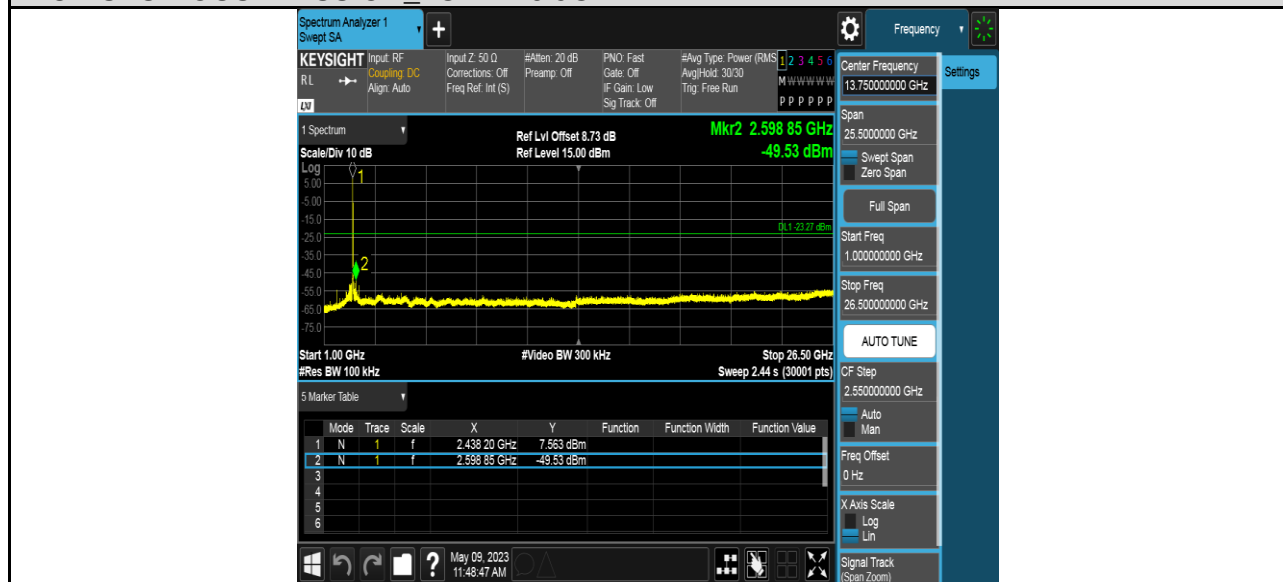 Spectrum Analyzer 1
Swept SA
+
Frequency
KEYSIGHT
RL
LXI
Input: RF
Coupling: DC
Align: Auto
Input Z: 50 Ω
Corrections: Off
Freq Ref: Int (S)
#Atten: 20 dB
Preamp: Off
PNO: Fast
Gate: Off
IF Gain: Low
Sig Track: Off
#Avg Type: Power (RMS
Avg|Hold: 30/30
Trig: Free Run
1 2 3 4 5 6
M W W W W W
P P P P P P
1 Spectrum
Scale/Div 10 dB
Ref Lvl Offset 8.73 dB
Ref Level 15.00 dBm
Mkr2 2.598 85 GHz
-49.53 dBm
Log
5.00
-5.00
-15.0
-25.0
-35.0
-45.0
-55.0
-65.0
-75.0
1
2
DL1 -23.27 dBm
Start 1.00 GHz
#Res BW 100 kHz
#Video BW 300 kHz
Stop 26.50 GHz
Sweep 2.44 s (30001 pts)
5 Marker Table
Mode Trace Scale X Y Function Function Width Function Value
1 N 1 f 2.438 20 GHz 7.563 dBm
2 N 1 f 2.598 85 GHz -49.53 dBm
3
4
5
6
?
May 09, 2023
11:48:47 AM
Center Frequency
13.750000000 GHz
Settings
Span
25.5000000 GHz
Swept Span
Zero Span
Full Span
Start Freq
1.000000000 GHz
Stop Freq
26.500000000 GHz
AUTO TUNE
CF Step
2.550000000 GHz
Auto
Man
Freq Offset
0 Hz
X Axis Scale
Log
Lin
Signal Track
(Span Zoom)